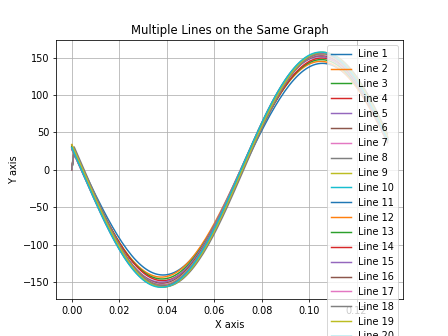 Multiple Lines on the Same Graph
Y axis
150
100
50
0
−50
−100
−150
0.00
0.02
0.04
0.06
0.08
0.10
X axis
Line 1
Line 2
Line 3
Line 4
Line 5
Line 6
Line 7
Line 8
Line 9
Line 10
Line 11
Line 12
Line 13
Line 14
Line 15
Line 16
Line 17
Line 18
Line 19
Line 20